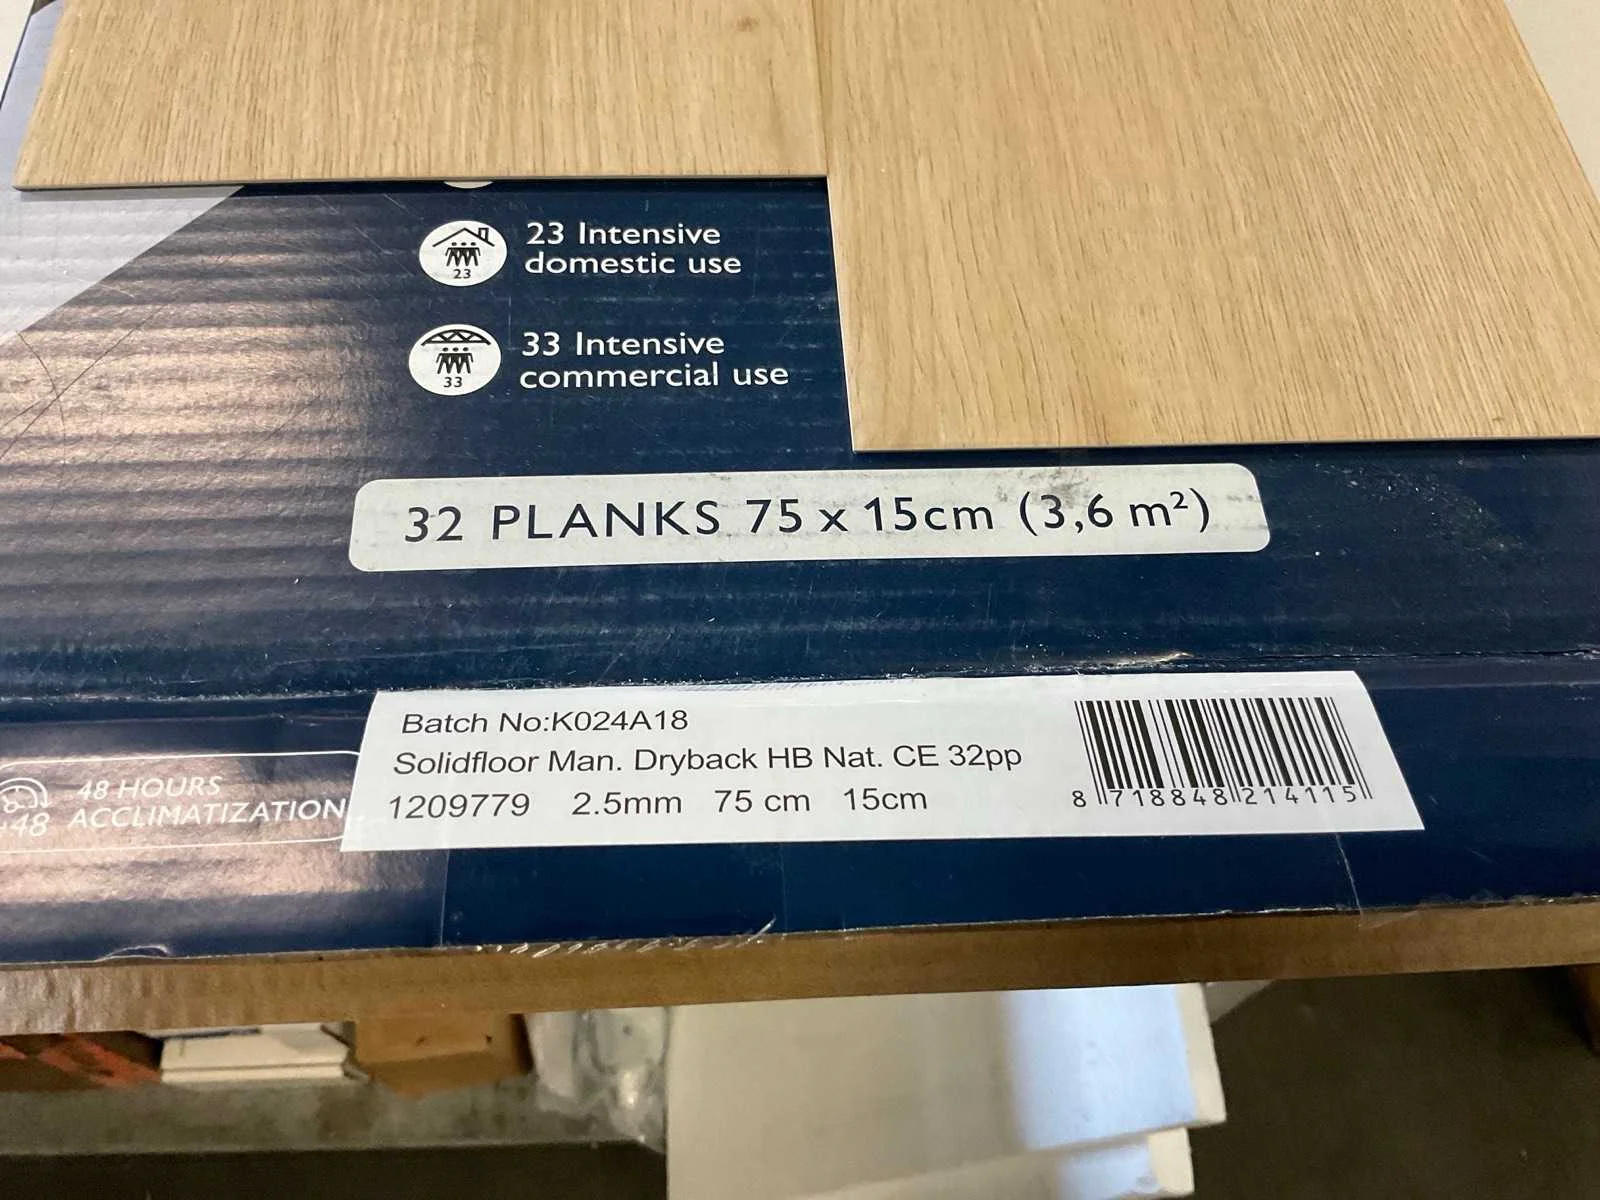 23 Intensive
domestic use
23
33 Intensive
commercial use
33
32 PLANKS 75 x 15cm (3,6 m²)
Batch No:K024A18
Solidfloor Man. Dryback HB Nat. CE 32pp
1209779 2.5mm 75 cm 15cm
8 718848 214115
48 HOURS
48 ACCLIMATIZATION